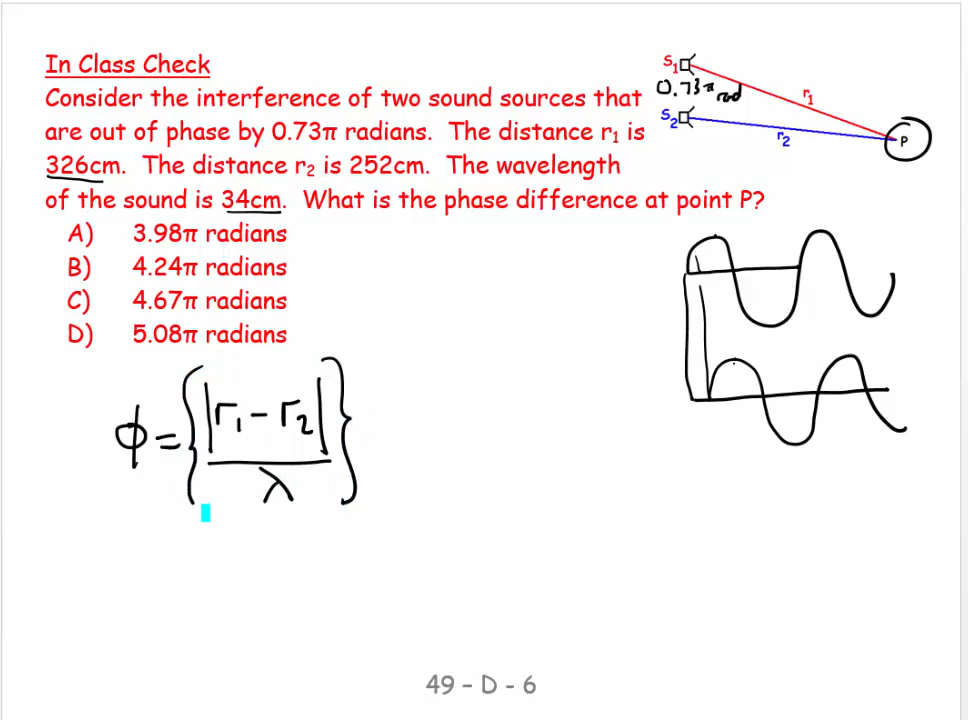 In Class Check
Consider the interference of two sound sources that
are out of phase by 0.73π radians. The distance r₁ is
326cm. The distance r₂ is 252cm. The wavelength
of the sound is 34cm. What is the phase difference at point P?
A) 3.98π radians
B) 4.24π radians
C) 4.67π radians
D) 5.08π radians
S₁
0.73π rad
r₁
S₂
r₂
P
ϕ = { |r₁ - r₂| / λ }
49 - D - 6